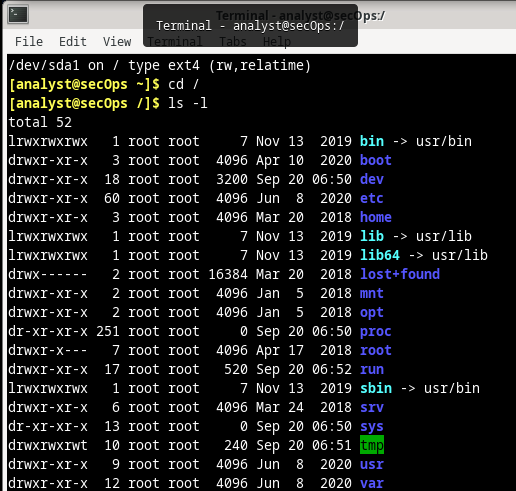 Terminal - analyst@secOps:/
Terminal - analyst@secOps:/
File Edit View Terminal Tabs Help
/dev/sda1 on / type ext4 (rw,relatime)
[analyst@secOps ~]$ cd /
[analyst@secOps /]$ ls -l
total 52
lrwxrwxrwx   1 root root     7 Nov 13  2019 bin -> usr/bin
drwxr-xr-x   3 root root  4096 Apr 10  2020 boot
drwxr-xr-x  18 root root  3200 Sep 20 06:50 dev
drwxr-xr-x  60 root root  4096 Jun  8  2020 etc
drwxr-xr-x   3 root root  4096 Mar 20  2018 home
lrwxrwxrwx   1 root root     7 Nov 13  2019 lib -> usr/lib
lrwxrwxrwx   1 root root     7 Nov 13  2019 lib64 -> usr/lib
drwx------   2 root root 16384 Mar 20  2018 lost+found
drwxr-xr-x   2 root root  4096 Jan  5  2018 mnt
drwxr-xr-x   2 root root  4096 Jan  5  2018 opt
dr-xr-xr-x 251 root root     0 Sep 20 06:50 proc
drwxr-x---   7 root root  4096 Apr 17  2018 root
drwxr-xr-x  17 root root   520 Sep 20 06:52 run
lrwxrwxrwx   1 root root     7 Nov 13  2019 sbin -> usr/bin
drwxr-xr-x   6 root root  4096 Mar 24  2018 srv
dr-xr-xr-x  13 root root     0 Sep 20 06:50 sys
drwxrwxrwt  10 root root   240 Sep 20 06:51 tmp
drwxr-xr-x   9 root root  4096 Jun  8  2020 usr
drwxr-xr-x  12 root root  4096 Jun  8  2020 var